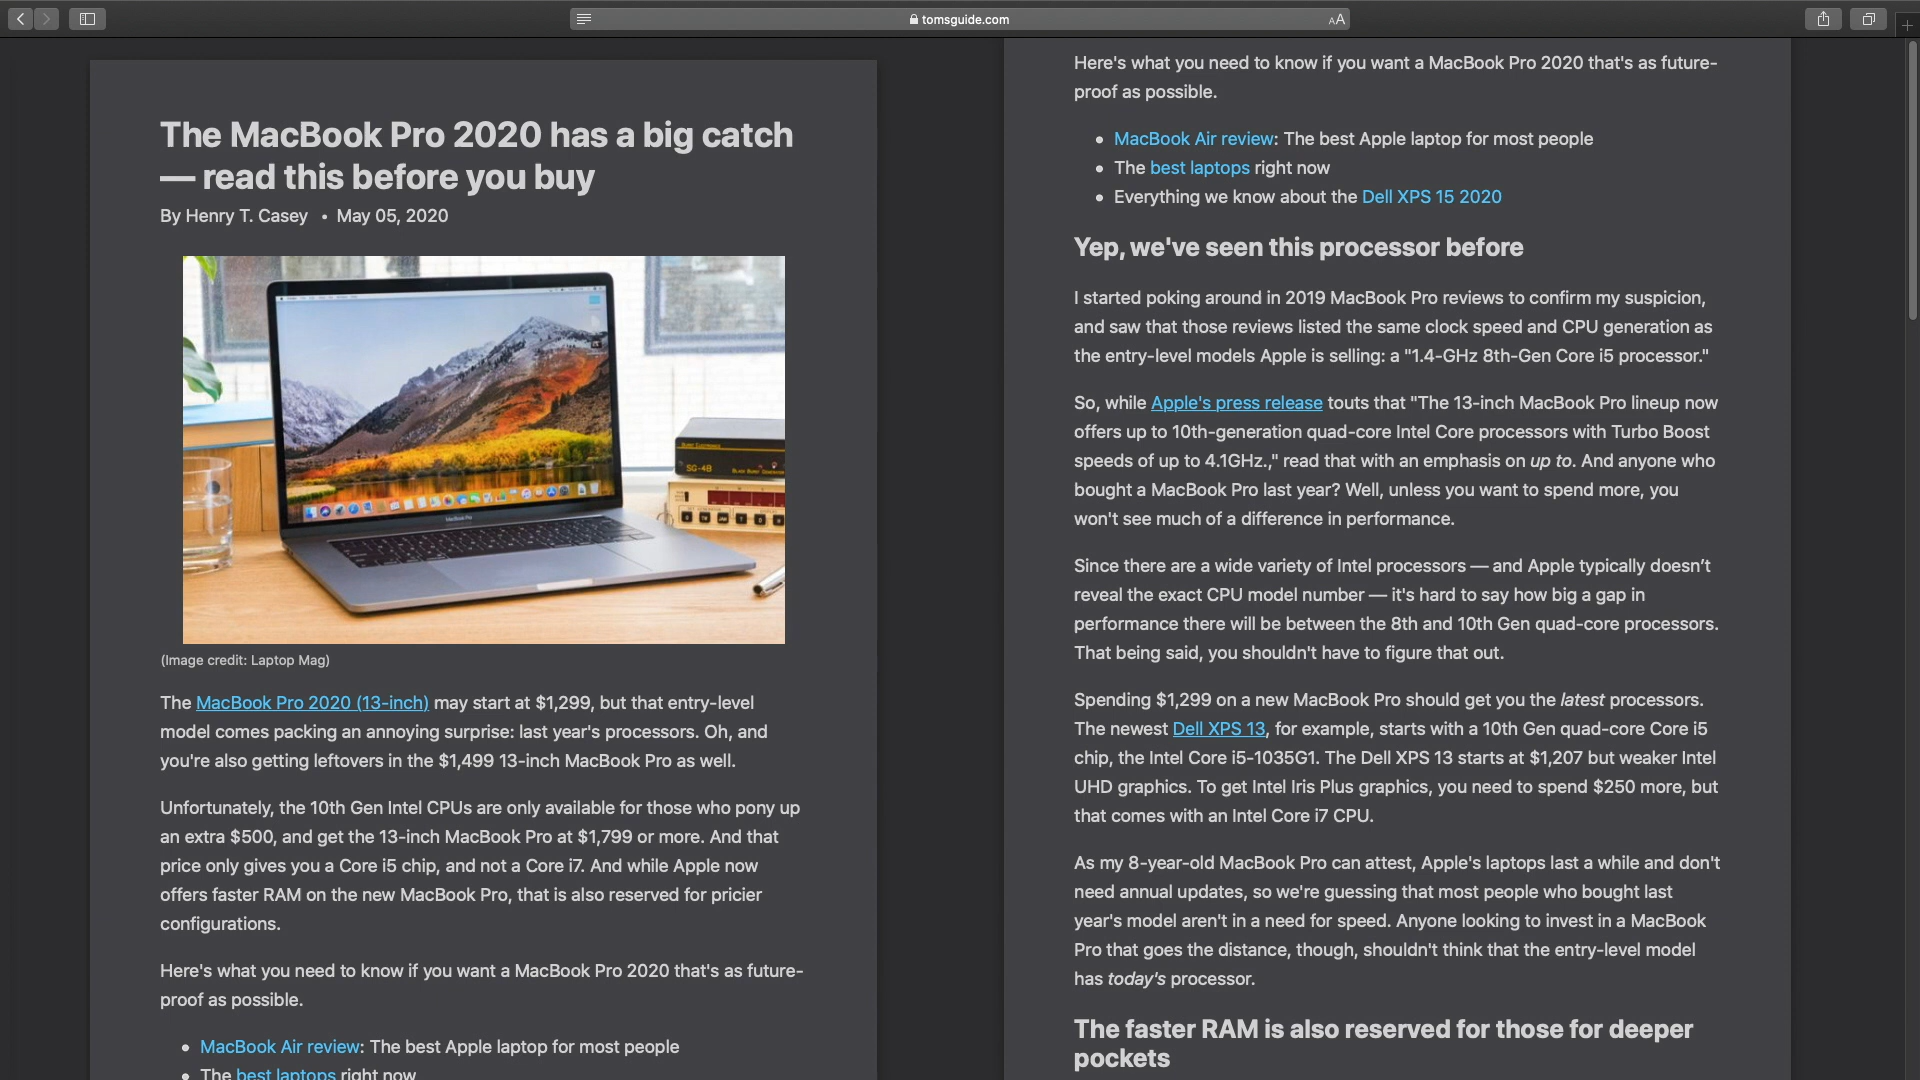 tomsguide.com
AA
The MacBook Pro 2020 has a big catch
— read this before you buy
By Henry T. Casey • May 05, 2020
MacBook Pro
SG-4B
(Image credit: Laptop Mag)
The MacBook Pro 2020 (13-inch) may start at $1,299, but that entry-level
model comes packing an annoying surprise: last year's processors. Oh, and
you're also getting leftovers in the $1,499 13-inch MacBook Pro as well.
Unfortunately, the 10th Gen Intel CPUs are only available for those who pony up
an extra $500, and get the 13-inch MacBook Pro at $1,799 or more. And that
price only gives you a Core i5 chip, and not a Core i7. And while Apple now
offers faster RAM on the new MacBook Pro, that is also reserved for pricier
configurations.
Here's what you need to know if you want a MacBook Pro 2020 that's as future-
proof as possible.
• MacBook Air review: The best Apple laptop for most people
• The best laptops right now
Here's what you need to know if you want a MacBook Pro 2020 that's as future-
proof as possible.
• MacBook Air review: The best Apple laptop for most people
• The best laptops right now
• Everything we know about the Dell XPS 15 2020
Yep, we've seen this processor before
I started poking around in 2019 MacBook Pro reviews to confirm my suspicion,
and saw that those reviews listed the same clock speed and CPU generation as
the entry-level models Apple is selling: a "1.4-GHz 8th-Gen Core i5 processor."
So, while Apple's press release touts that "The 13-inch MacBook Pro lineup now
offers up to 10th-generation quad-core Intel Core processors with Turbo Boost
speeds of up to 4.1GHz.," read that with an emphasis on up to. And anyone who
bought a MacBook Pro last year? Well, unless you want to spend more, you
won't see much of a difference in performance.
Since there are a wide variety of Intel processors — and Apple typically doesn’t
reveal the exact CPU model number — it's hard to say how big a gap in
performance there will be between the 8th and 10th Gen quad-core processors.
That being said, you shouldn't have to figure that out.
Spending $1,299 on a new MacBook Pro should get you the latest processors.
The newest Dell XPS 13, for example, starts with a 10th Gen quad-core Core i5
chip, the Intel Core i5-1035G1. The Dell XPS 13 starts at $1,207 but weaker Intel
UHD graphics. To get Intel Iris Plus graphics, you need to spend $250 more, but
that comes with an Intel Core i7 CPU.
As my 8-year-old MacBook Pro can attest, Apple's laptops last a while and don't
need annual updates, so we're guessing that most people who bought last
year's model aren't in a need for speed. Anyone looking to invest in a MacBook
Pro that goes the distance, though, shouldn't think that the entry-level model
has today's processor.
The faster RAM is also reserved for those for deeper
pockets